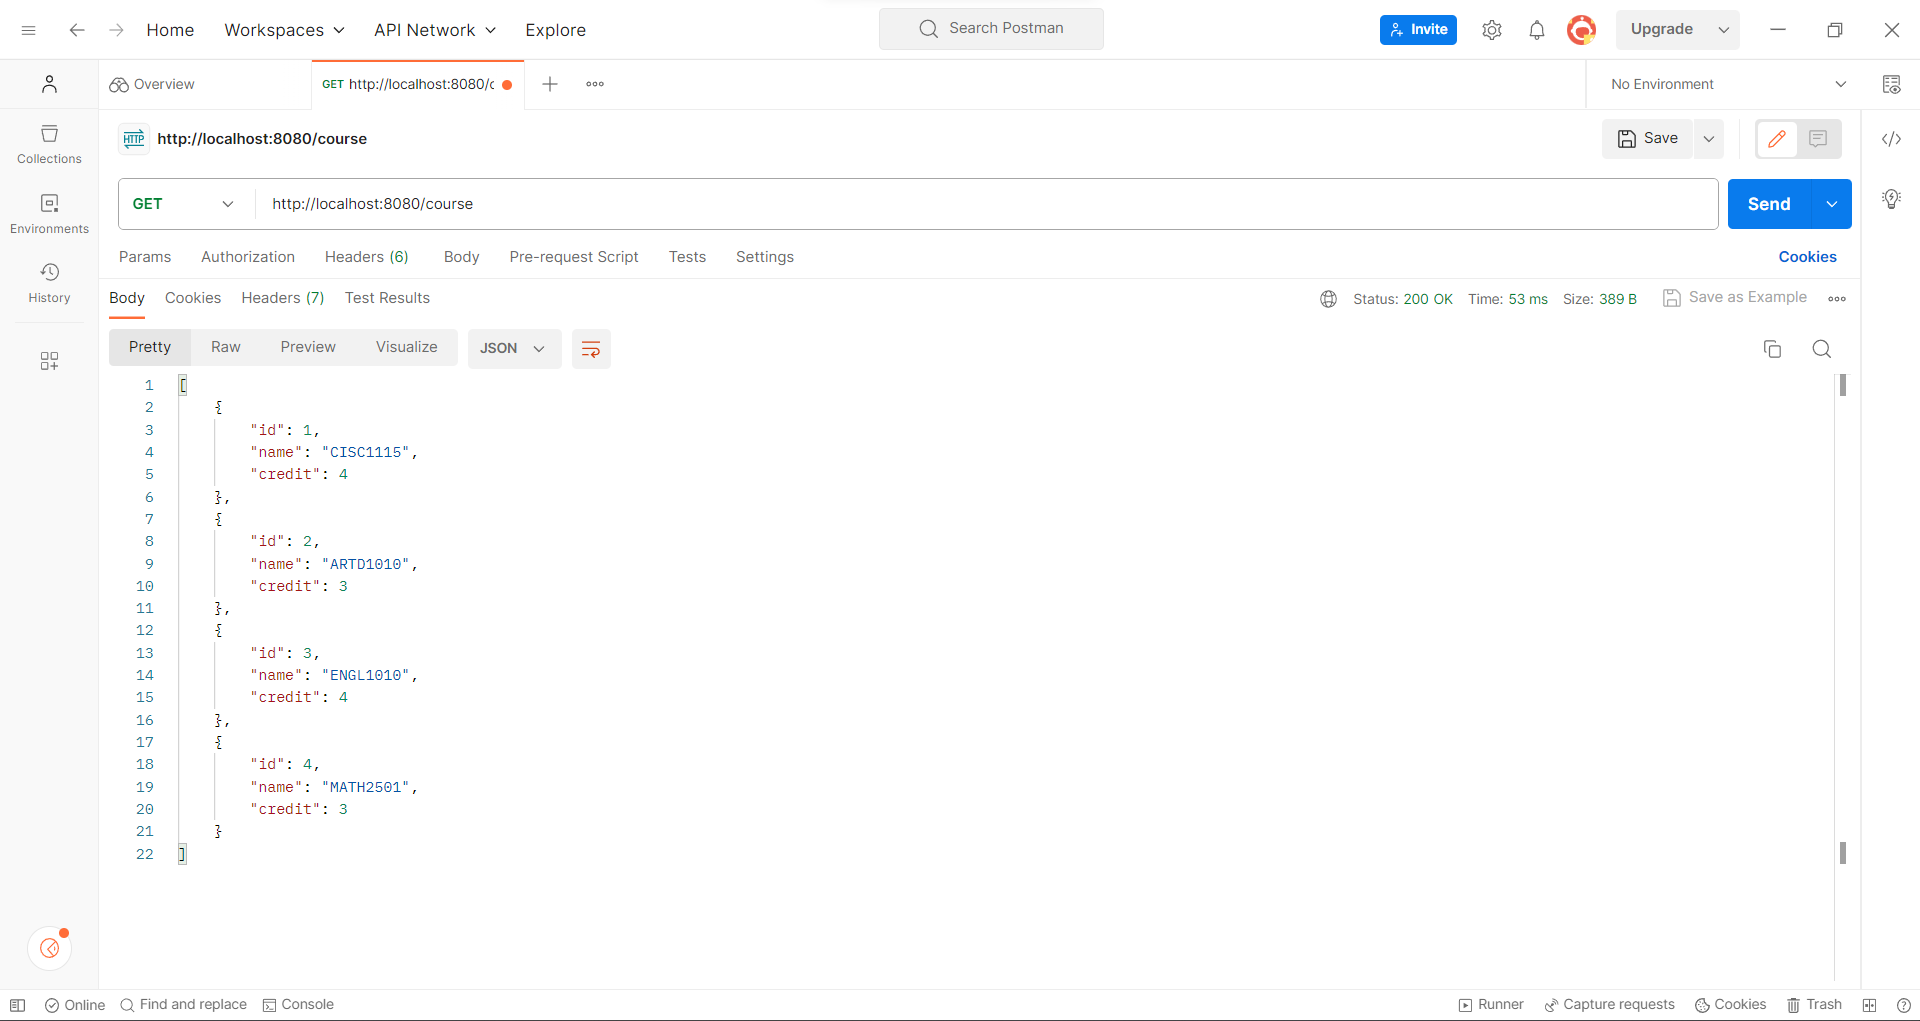 Home Workspaces API Network Explore Search Postman Invite Upgrade
Overview GET http://localhost:8080/c No Environment
HTTP http://localhost:8080/course Save
Collections
GET http://localhost:8080/course Send
Environments
Params Authorization Headers (6) Body Pre-request Script Tests Settings Cookies
History
Body Cookies Headers (7) Test Results Status: 200 OK Time: 53 ms Size: 389 B Save as Example
Pretty Raw Preview Visualize JSON
1 [
2 {
3 "id": 1,
4 "name": "CISC1115",
5 "credit": 4
6 },
7 {
8 "id": 2,
9 "name": "ARTD1010",
10 "credit": 3
11 },
12 {
13 "id": 3,
14 "name": "ENGL1010",
15 "credit": 4
16 },
17 {
18 "id": 4,
19 "name": "MATH2501",
20 "credit": 3
21 }
22 ]
Online Find and replace Console Runner Capture requests Cookies Trash